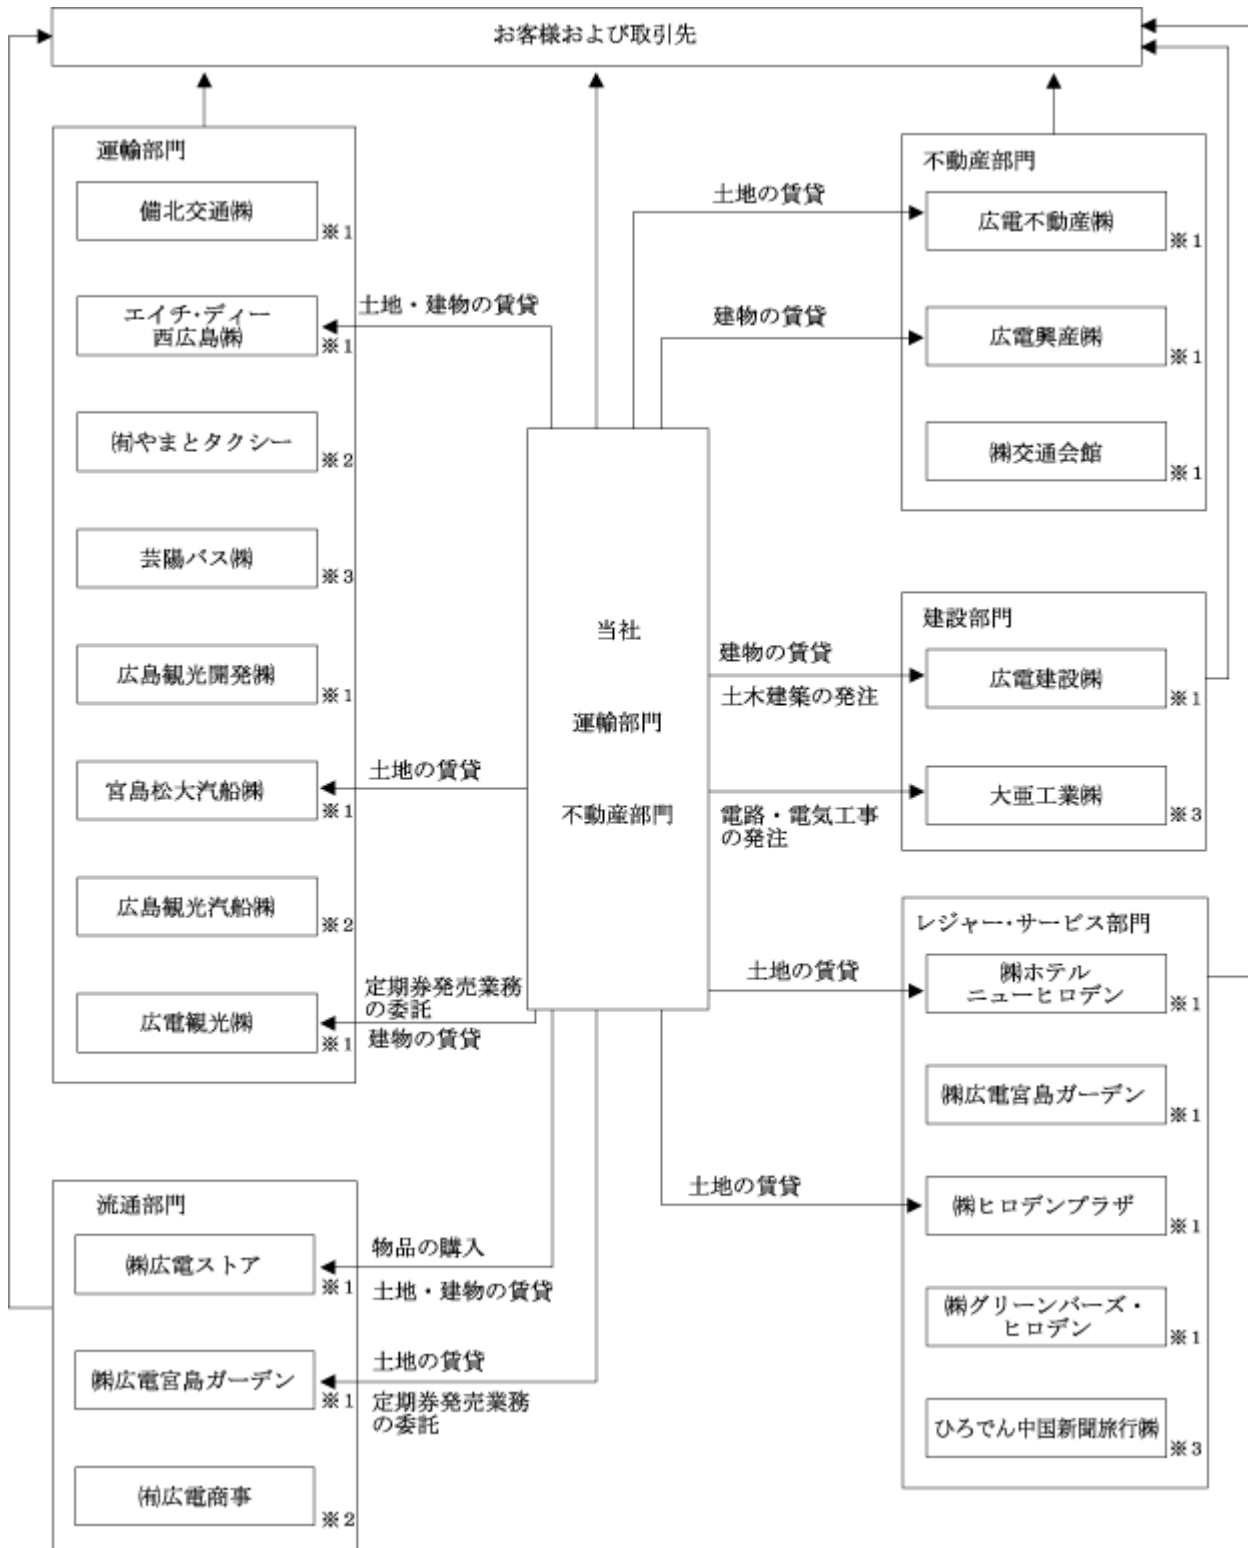 お客様および取引先
運輸部門
備北交通㈱
※1
エイチ・ディー
西広島㈱
※1
㈲やまとタクシー
※2
芸陽バス㈱
※3
広島観光開発㈱
※1
宮島松大汽船㈱
※1
広島観光汽船㈱
※2
広電観光㈱
※1
流通部門
㈱広電ストア
※1
㈱広電宮島ガーデン
※1
㈲広電商事
※2
土地・建物の賃貸
土地の賃貸
定期券発売業務
の委託
建物の賃貸
物品の購入
土地・建物の賃貸
土地の賃貸
定期券発売業務
の委託
当社
運輸部門
不動産部門
土地の賃貸
建物の賃貸
建物の賃貸
土木建築の発注
電路・電気工事
の発注
土地の賃貸
土地の賃貸
不動産部門
広電不動産㈱
※1
広電興産㈱
※1
㈱交通会館
※1
建設部門
広電建設㈱
※1
大亜工業㈱
※3
レジャー・サービス部門
㈱ホテル
ニューヒロデン
※1
㈱広電宮島ガーデン
※1
㈱ヒロデンプラザ
※1
㈱グリーンバーズ・
ヒロデン
※1
ひろでん中国新聞旅行㈱
※3